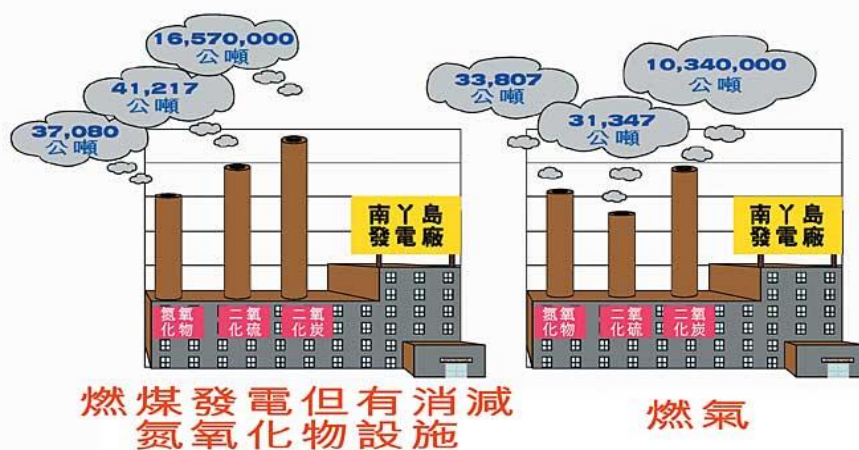 16,570,000
公噸
41,217
公噸
37,080
公噸
南丫島
發電廠
氮氧
化物
二氧
化硫
二氧
化炭
燃煤發電但有消減
氮氧化物設施
33,807
公噸
31,347
公噸
10,340,000
公噸
南丫島
發電廠
氮氧
化物
二氧
化硫
二氧
化炭
燃氣